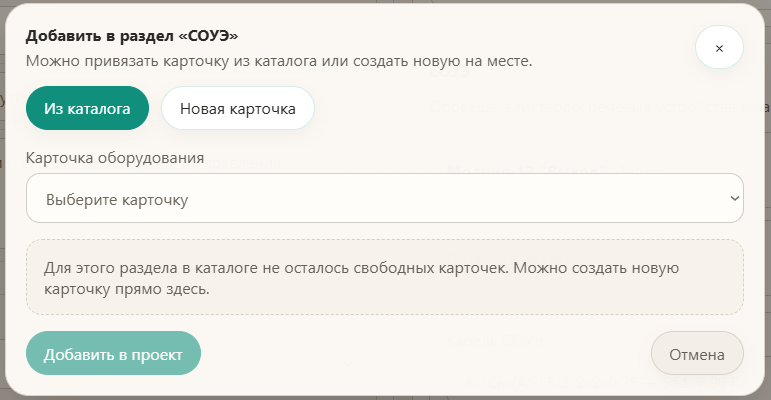 Добавить в раздел «СОУЭ»
×
Можно привязать карточку из каталога или создать новую на месте.
Из каталога
Новая карточка
Карточка оборудования
Выберите карточку
Для этого раздела в каталоге не осталось свободных карточек. Можно создать новую
карточку прямо здесь.
Добавить в проект
Отмена